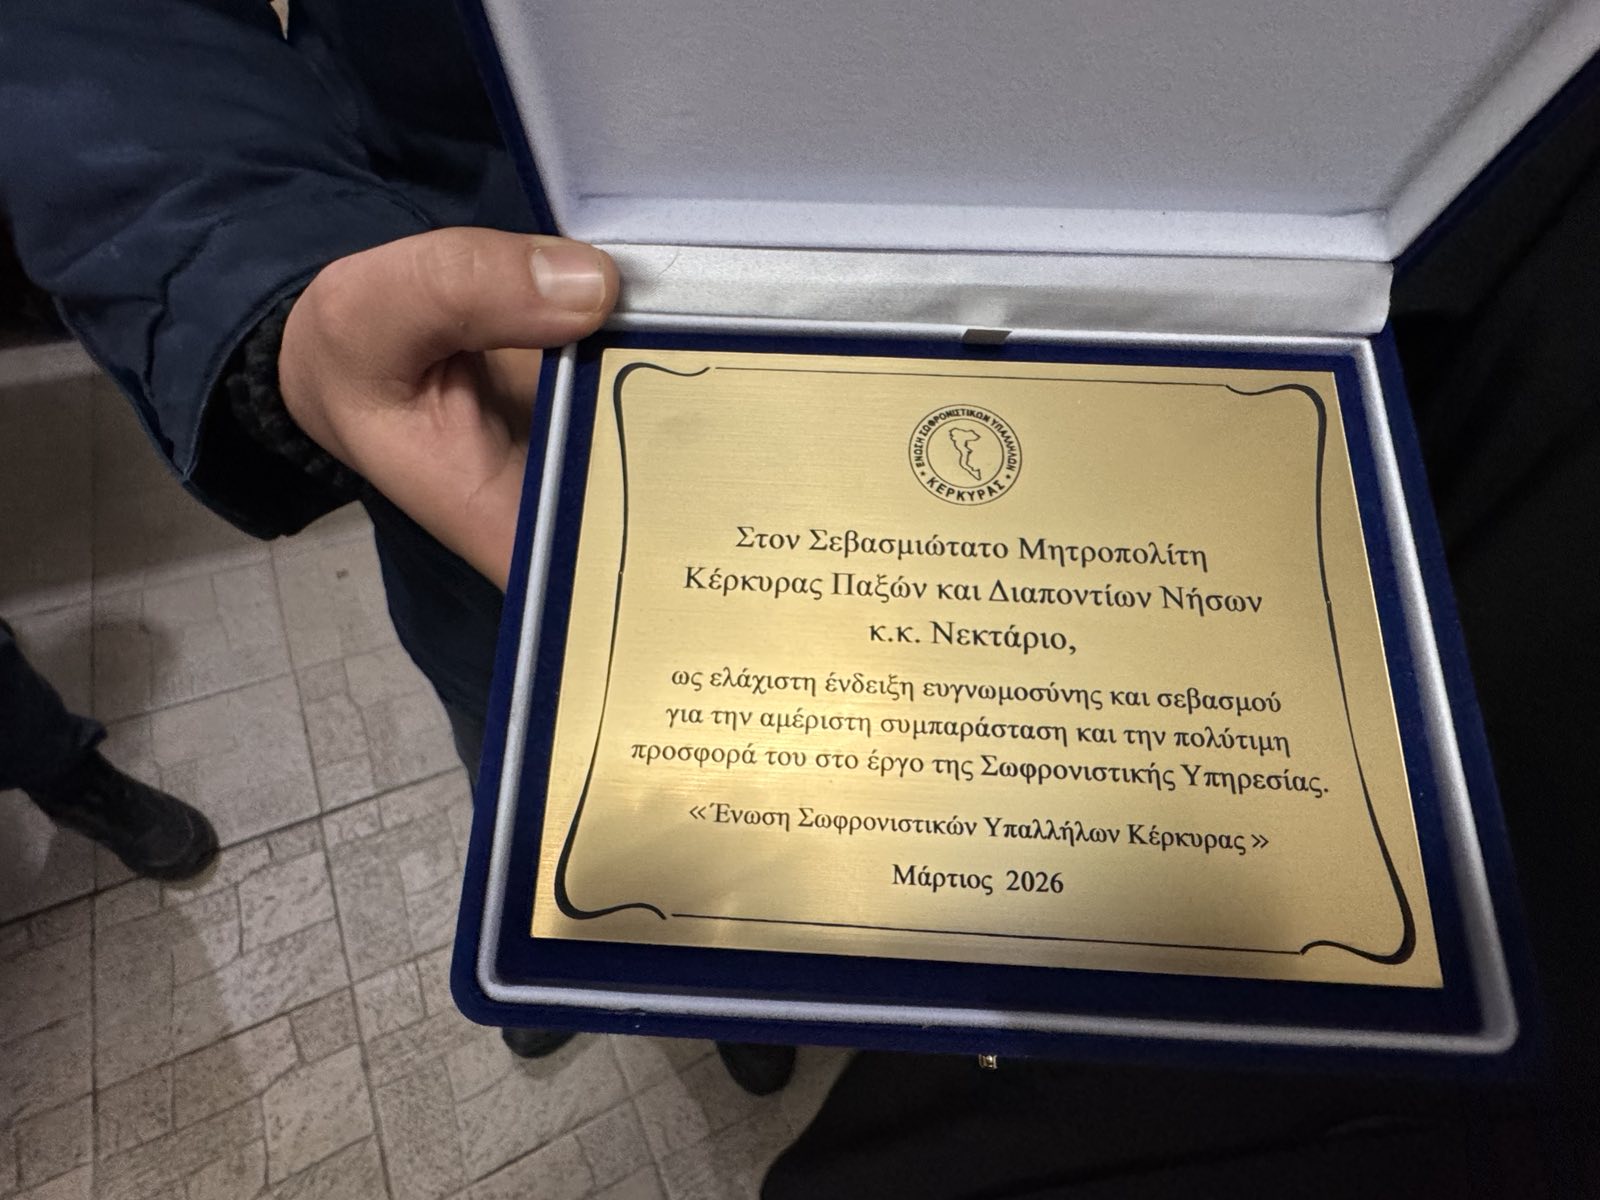 ΕΝΩΣΗ ΣΩΦΡΟΝΙΣΤΙΚΩΝ ΥΠΑΛΛΗΛΩΝ
ΚΕΡΚΥΡΑΣ
Στον Σεβασμιώτατο Μητροπολίτη
Κέρκυρας Παξών και Διαποντίων Νήσων
κ.κ. Νεκτάριο,
ως ελάχιστη ένδειξη ευγνωμοσύνης και σεβασμού
για την αμέριστη συμπαράσταση και την πολύτιμη
προσφορά του στο έργο της Σωφρονιστικής Υπηρεσίας.
« Ένωση Σωφρονιστικών Υπαλλήλων Κέρκυρας »
Μάρτιος 2026